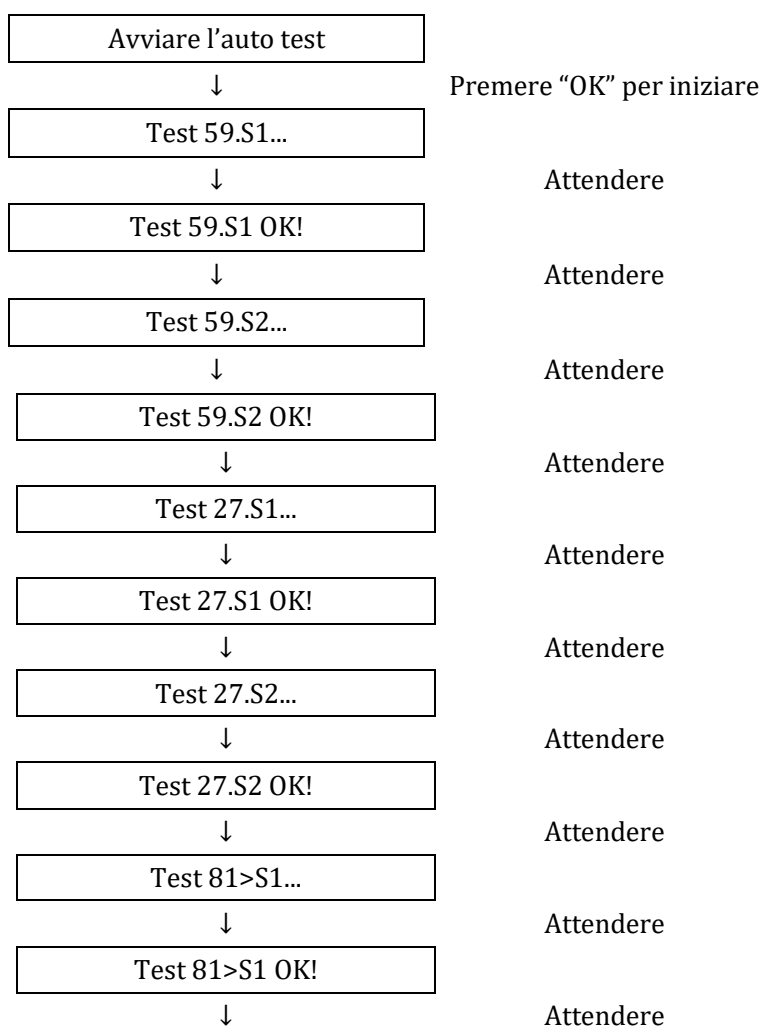 Avviare l’auto test
↓ Premere “OK” per iniziare
Test 59.S1...
↓ Attendere
Test 59.S1 OK!
↓ Attendere
Test 59.S2...
↓ Attendere
Test 59.S2 OK!
↓ Attendere
Test 27.S1...
↓ Attendere
Test 27.S1 OK!
↓ Attendere
Test 27.S2...
↓ Attendere
Test 27.S2 OK!
↓ Attendere
Test 81>S1...
↓ Attendere
Test 81>S1 OK!
↓ Attendere